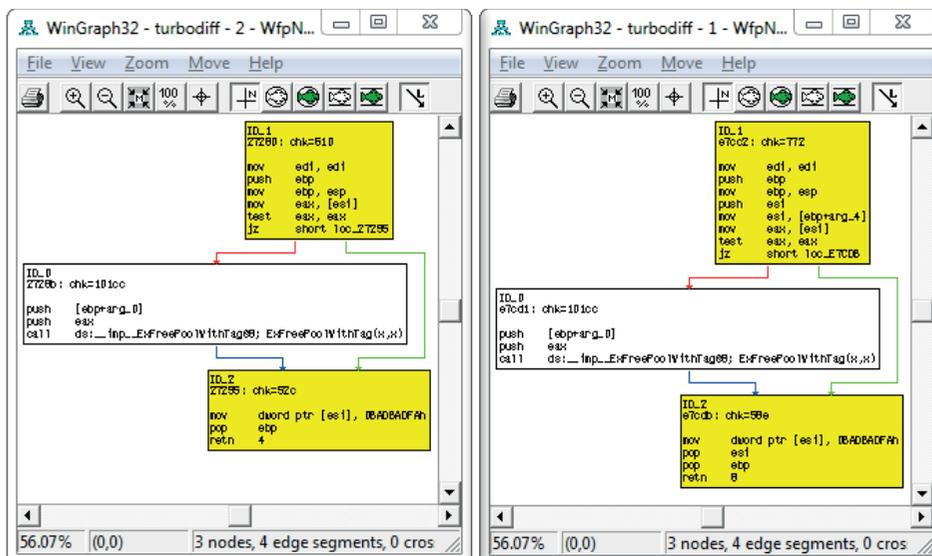 WinGraph32 - turbodiff - 2 - WfpN...
File View Zoom Move Help
100 %
N
ID_1
27280: chk=610
mov edi, edi
push ebp
mov ebp, esp
mov eax, [esi]
test eax, eax
jz short loc_27295
ID_0
2728b: chk=101cc
push [ebp+arg_0]
push eax
call ds:__imp__ExFreePoolWithTag@8; ExFreePoolWithTag(x,x)
ID_2
27295: chk=52c
mov dword ptr [esi], 0BADBADFAh
pop ebp
retn 4
56.07% (0,0) 3 nodes, 4 edge segments, 0 cros
WinGraph32 - turbodiff - 1 - WfpN...
File View Zoom Move Help
100 %
N
ID_1
e7cc2: chk=772
mov edi, edi
push ebp
mov ebp, esp
push esi
mov esi, [ebp+arg_4]
mov eax, [esi]
test eax, eax
jz short loc_E7CDB
ID_0
e7cd1: chk=101cc
push [ebp+arg_0]
push eax
call ds:__imp__ExFreePoolWithTag@8; ExFreePoolWithTag(x,x)
ID_2
e7cdb: chk=58e
mov dword ptr [esi], 0BADBADFAh
pop esi
pop ebp
retn 8
56.07% (0,0) 3 nodes, 4 edge segments, 0 cros